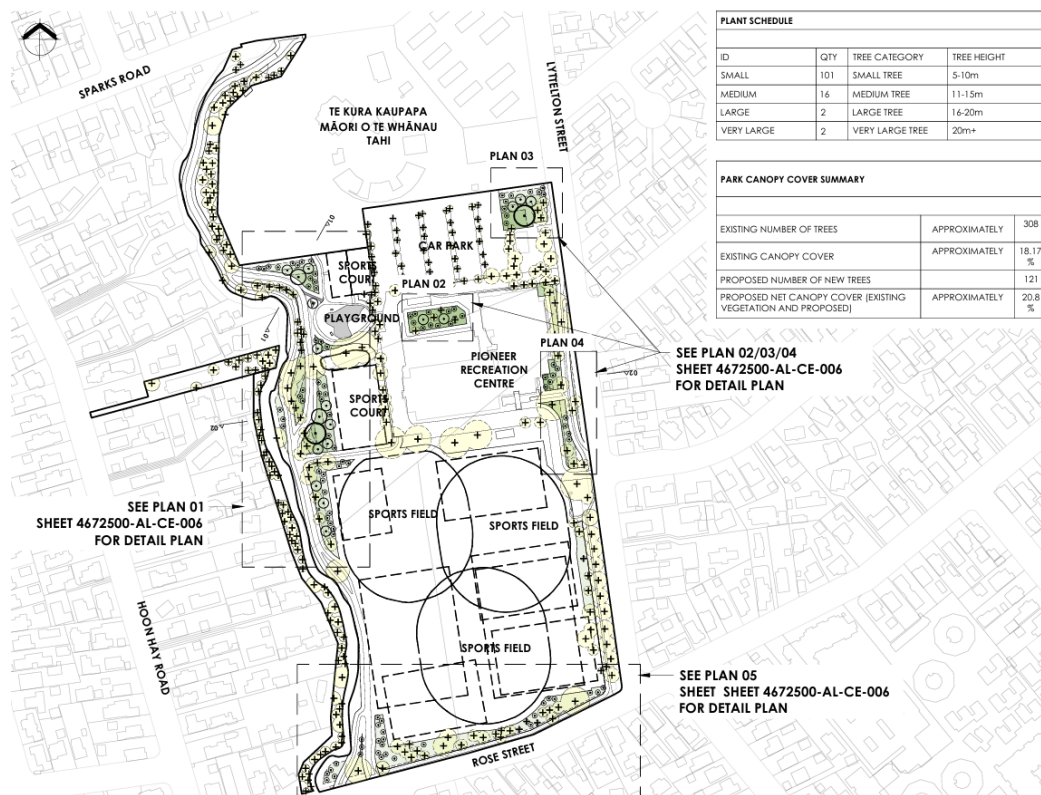 PLANT SCHEDULE
ID QTY TREE CATEGORY TREE HEIGHT
SMALL 101 SMALL TREE 5-10m
MEDIUM 16 MEDIUM TREE 11-15m
LARGE 2 LARGE TREE 16-20m
VERY LARGE 2 VERY LARGE TREE 20m+
PARK CANOPY COVER SUMMARY
EXISTING NUMBER OF TREES APPROXIMATELY 308
EXISTING CANOPY COVER APPROXIMATELY 18.17
%
PROPOSED NUMBER OF NEW TREES 121
PROPOSED NET CANOPY COVER (EXISTING
VEGETATION AND PROPOSED) APPROXIMATELY 20.8
%
SPARKS ROAD
LYTTELTON STREET
TE KURA KAUPAPA
MĀORI O TE WHĀNAU
TAHI
PLAN 03
CAR PARK
SPORTS
COURT
PLAN 02
PLAYGROUND
PLAN 04
PIONEER
RECREATION
CENTRE
SEE PLAN 02/03/04
SHEET 4672500-AL-CE-006
FOR DETAIL PLAN
SPORTS
COURT
SEE PLAN 01
SHEET 4672500-AL-CE-006
FOR DETAIL PLAN
SPORTS FIELD
SPORTS FIELD
HOON HAY ROAD
SPORTS FIELD
SEE PLAN 05
SHEET SHEET 4672500-AL-CE-006
FOR DETAIL PLAN
ROSE STREET